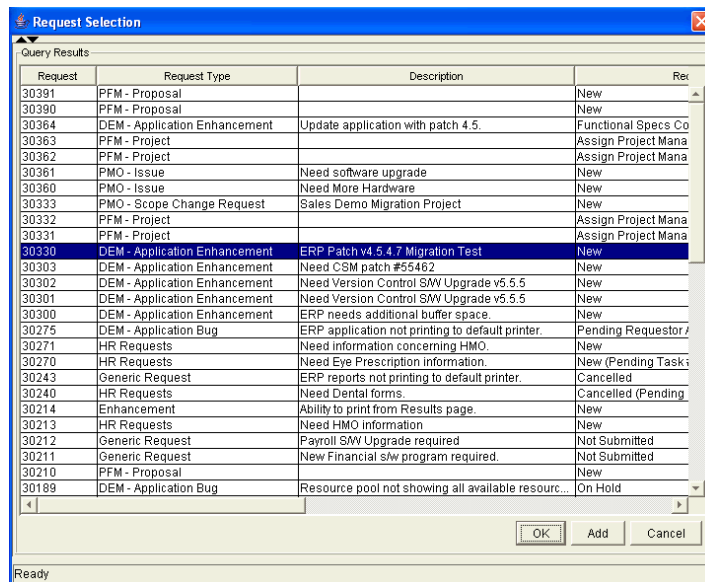 Request Selection
Query Results
Request Request Type Description Rec
30391 PFM - Proposal New
30390 PFM - Proposal New
30364 DEM - Application Enhancement Update application with patch 4.5. Functional Specs Co
30363 PFM - Project Assign Project Mana
30362 PFM - Project Assign Project Mana
30361 PMO - Issue Need software upgrade New
30360 PMO - Issue Need More Hardware New
30333 PMO - Scope Change Request Sales Demo Migration Project New
30332 PFM - Project Assign Project Mana
30331 PFM - Project Assign Project Mana
30330 DEM - Application Enhancement ERP Patch v4.5.4.7 Migration Test New
30303 DEM - Application Enhancement Need CSM patch #55462 New
30302 DEM - Application Enhancement Need Version Control S/W Upgrade v5.5.5 New
30301 DEM - Application Enhancement Need Version Control S/W Upgrade v5.5.5 New
30300 DEM - Application Enhancement ERP needs additional buffer space. New
30275 DEM - Application Bug ERP application not printing to default printer. Pending Requestor A
30271 HR Requests Need information concerning HMO. New
30270 HR Requests Need Eye Prescription information. New (Pending Task
30243 Generic Request ERP reports not printing to default printer. Cancelled
30240 HR Requests Need Dental forms. Cancelled (Pending
30214 Enhancement Ability to print from Results page. New
30213 HR Requests Need HMO information New
30212 Generic Request Payroll S/W Upgrade required Not Submitted
30211 Generic Request New Financial s/w program required. Not Submitted
30210 PFM - Proposal New
30189 DEM - Application Bug Resource pool not showing all available resourc... On Hold
OK Add Cancel
Ready